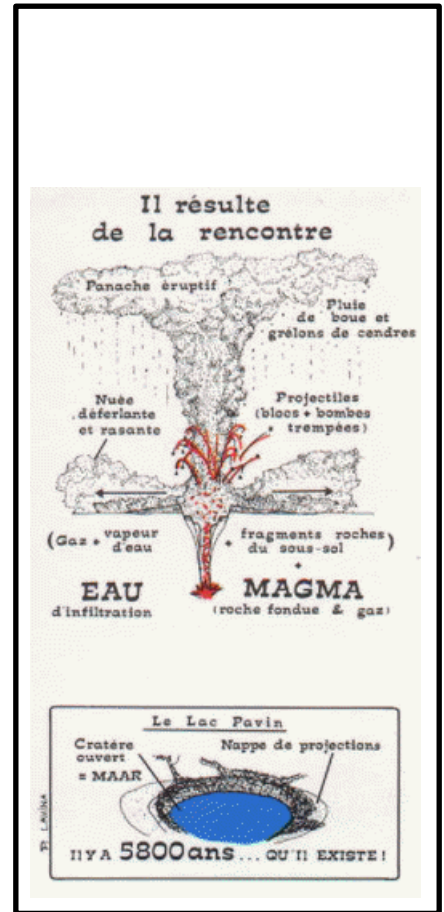 Il résulte
de la rencontre
Panache éruptif
Pluie
de boue et
grêlons de cendres
Nuée
déferlante
et rasante
Projectiles
(blocs + bombes
trempées)
(Gaz + vapeur
d'eau
+ fragments roches
du sous-sol)
+
EAU
d'infiltration
MAGMA
(roche fondue & gaz)
Le Lac Pavin
Cratère
ouvert
= MAAR
Nappe de projections
Il Y A 5800 ans... QU'Il EXISTE!
LAVINA